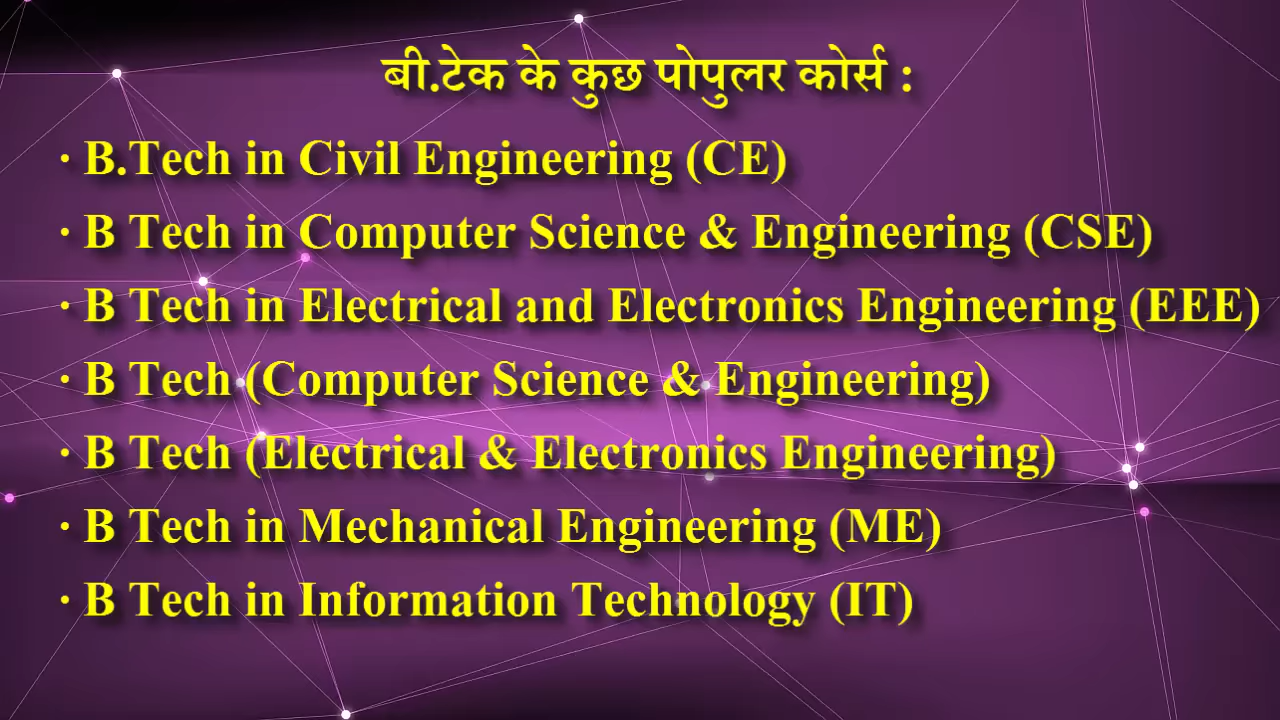 बी.टेक के कुछ पोपुलर कोर्स :
· B.Tech in Civil Engineering (CE)
· B Tech in Computer Science & Engineering (CSE)
· B Tech in Electrical and Electronics Engineering (EEE)
· B Tech (Computer Science & Engineering)
· B Tech (Electrical & Electronics Engineering)
· B Tech in Mechanical Engineering (ME)
· B Tech in Information Technology (IT)